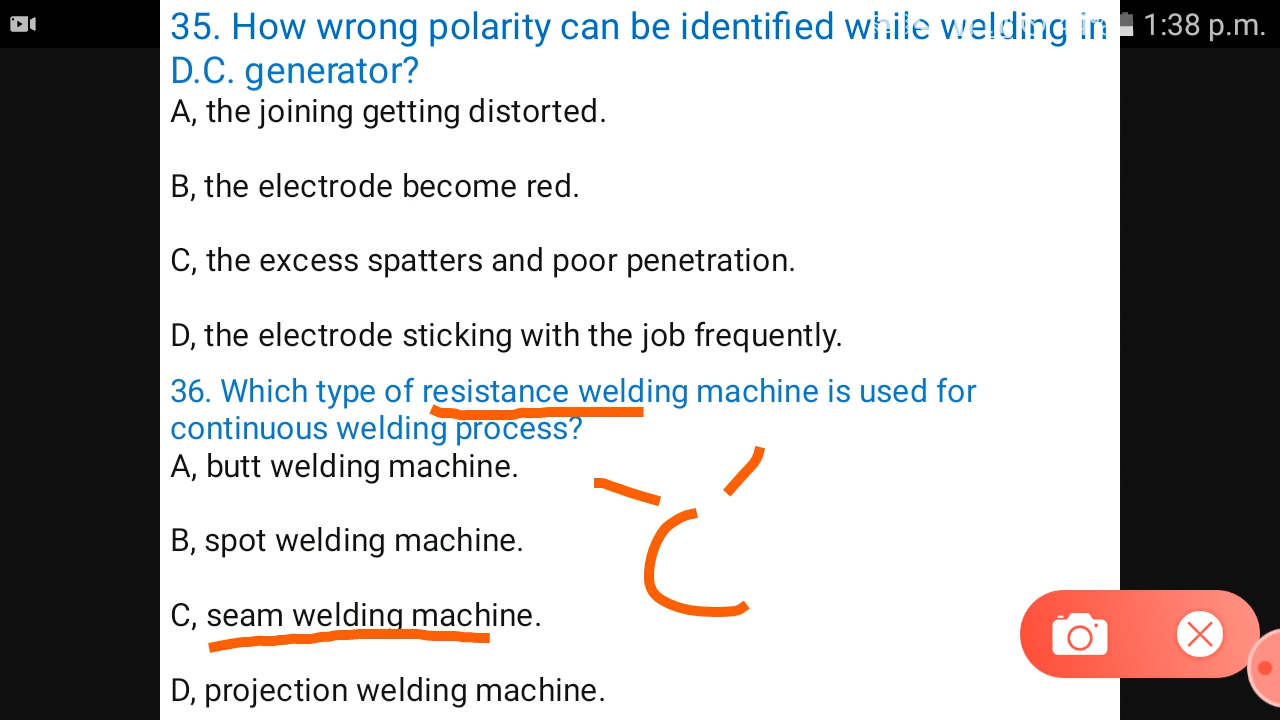 1:38 p.m.
35. How wrong polarity can be identified while welding in
D.C. generator?
A, the joining getting distorted.
B, the electrode become red.
C, the excess spatters and poor penetration.
D, the electrode sticking with the job frequently.
36. Which type of resistance welding machine is used for
continuous welding process?
A, butt welding machine.
B, spot welding machine.
C
C, seam welding machine.
D, projection welding machine.